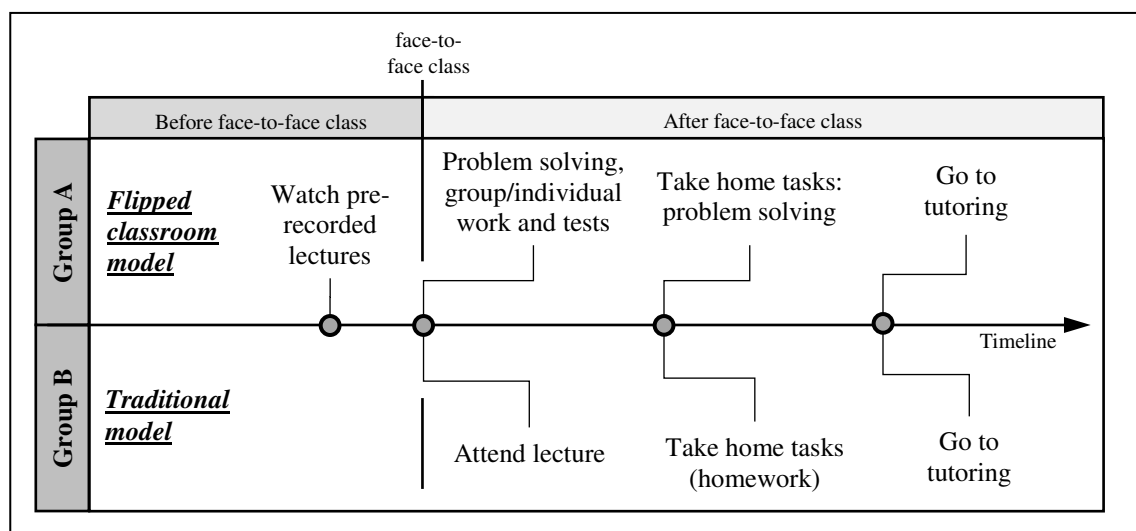 face-to-
face class
Before face-to-face class
After face-to-face class
Group A
Flipped
classroom
model
Watch pre-
recorded
lectures
Problem solving,
group/individual
work and tests
Take home tasks:
problem solving
Go to
tutoring
Timeline
Group B
Traditional
model
Attend lecture
Take home tasks
(homework)
Go to
tutoring